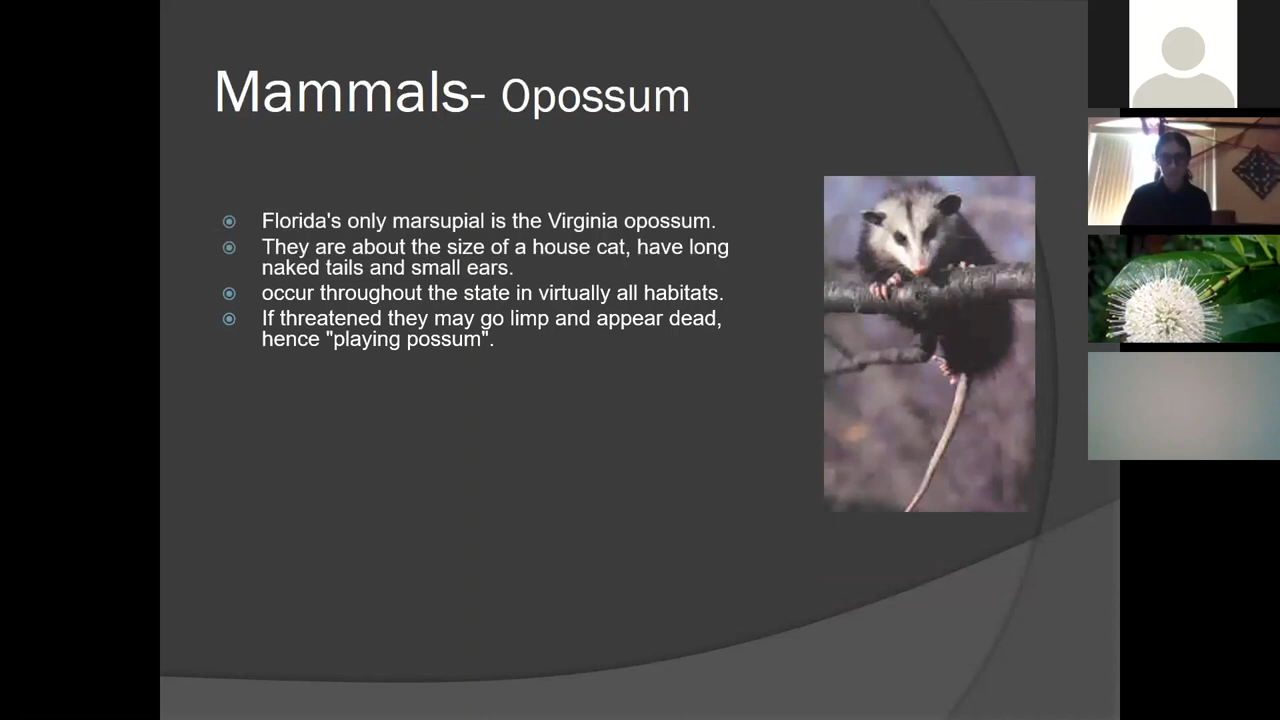 Mammals- Opossum
Florida's only marsupial is the Virginia opossum.
They are about the size of a house cat, have long
naked tails and small ears.
occur throughout the state in virtually all habitats.
If threatened they may go limp and appear dead,
hence "playing possum".